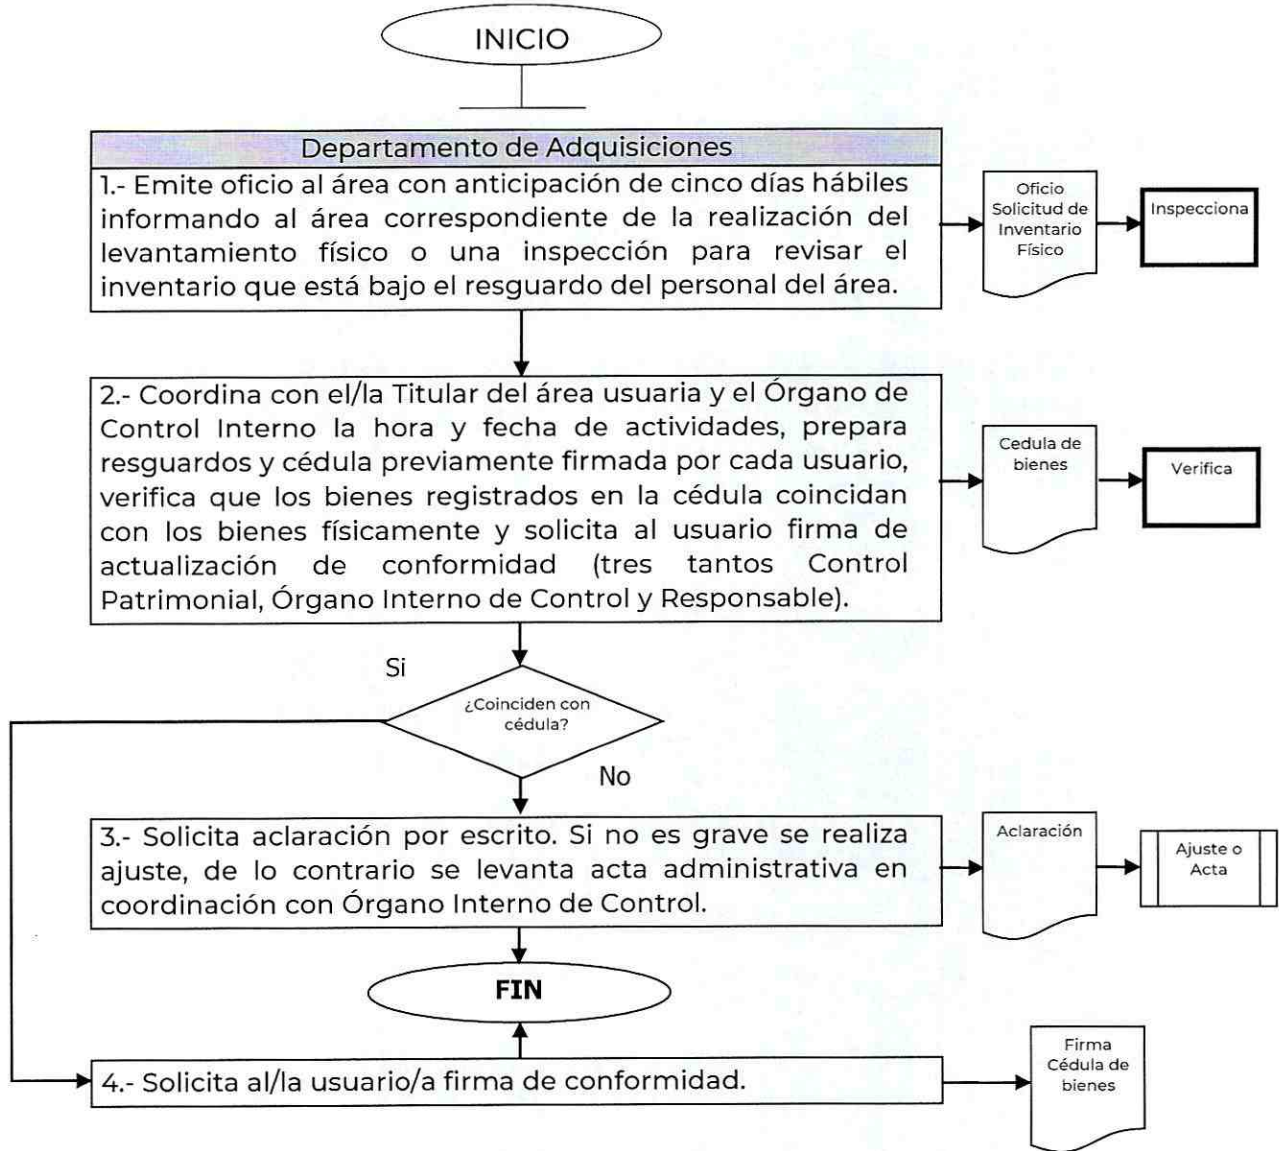 INICIO
Departamento de Adquisiciones
1.- Emite oficio al área con anticipación de cinco días hábiles
informando al área correspondiente de la realización del
levantamiento físico o una inspección para revisar el
inventario que está bajo el resguardo del personal del área.
Oficio
Solicitud de
Inventario
Físico
Inspecciona
2.- Coordina con el/la Titular del área usuaria y el Órgano de
Control Interno la hora y fecha de actividades, prepara
resguardos y cédula previamente firmada por cada usuario,
verifica que los bienes registrados en la cédula coincidan
con los bienes físicamente y solicita al usuario firma de
actualización de conformidad (tres tantos Control
Patrimonial, Órgano Interno de Control y Responsable).
Cedula de
bienes
Verifica
Si
¿Coinciden con
cédula?
No
3.- Solicita aclaración por escrito. Si no es grave se realiza
ajuste, de lo contrario se levanta acta administrativa en
coordinación con Órgano Interno de Control.
Aclaración
Ajuste o
Acta
FIN
4.- Solicita al/la usuario/a firma de conformidad.
Firma
Cédula de
bienes